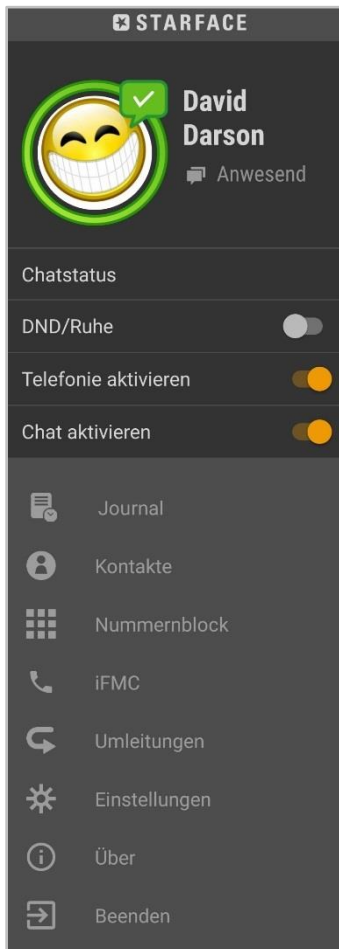 STARFACE
David
Darson
Anwesend
Chatstatus
DND/Ruhe
Telefonie aktivieren
Chat aktivieren
Journal
Kontakte
Nummernblock
iFMC
Umleitungen
Einstellungen
Über
Beenden